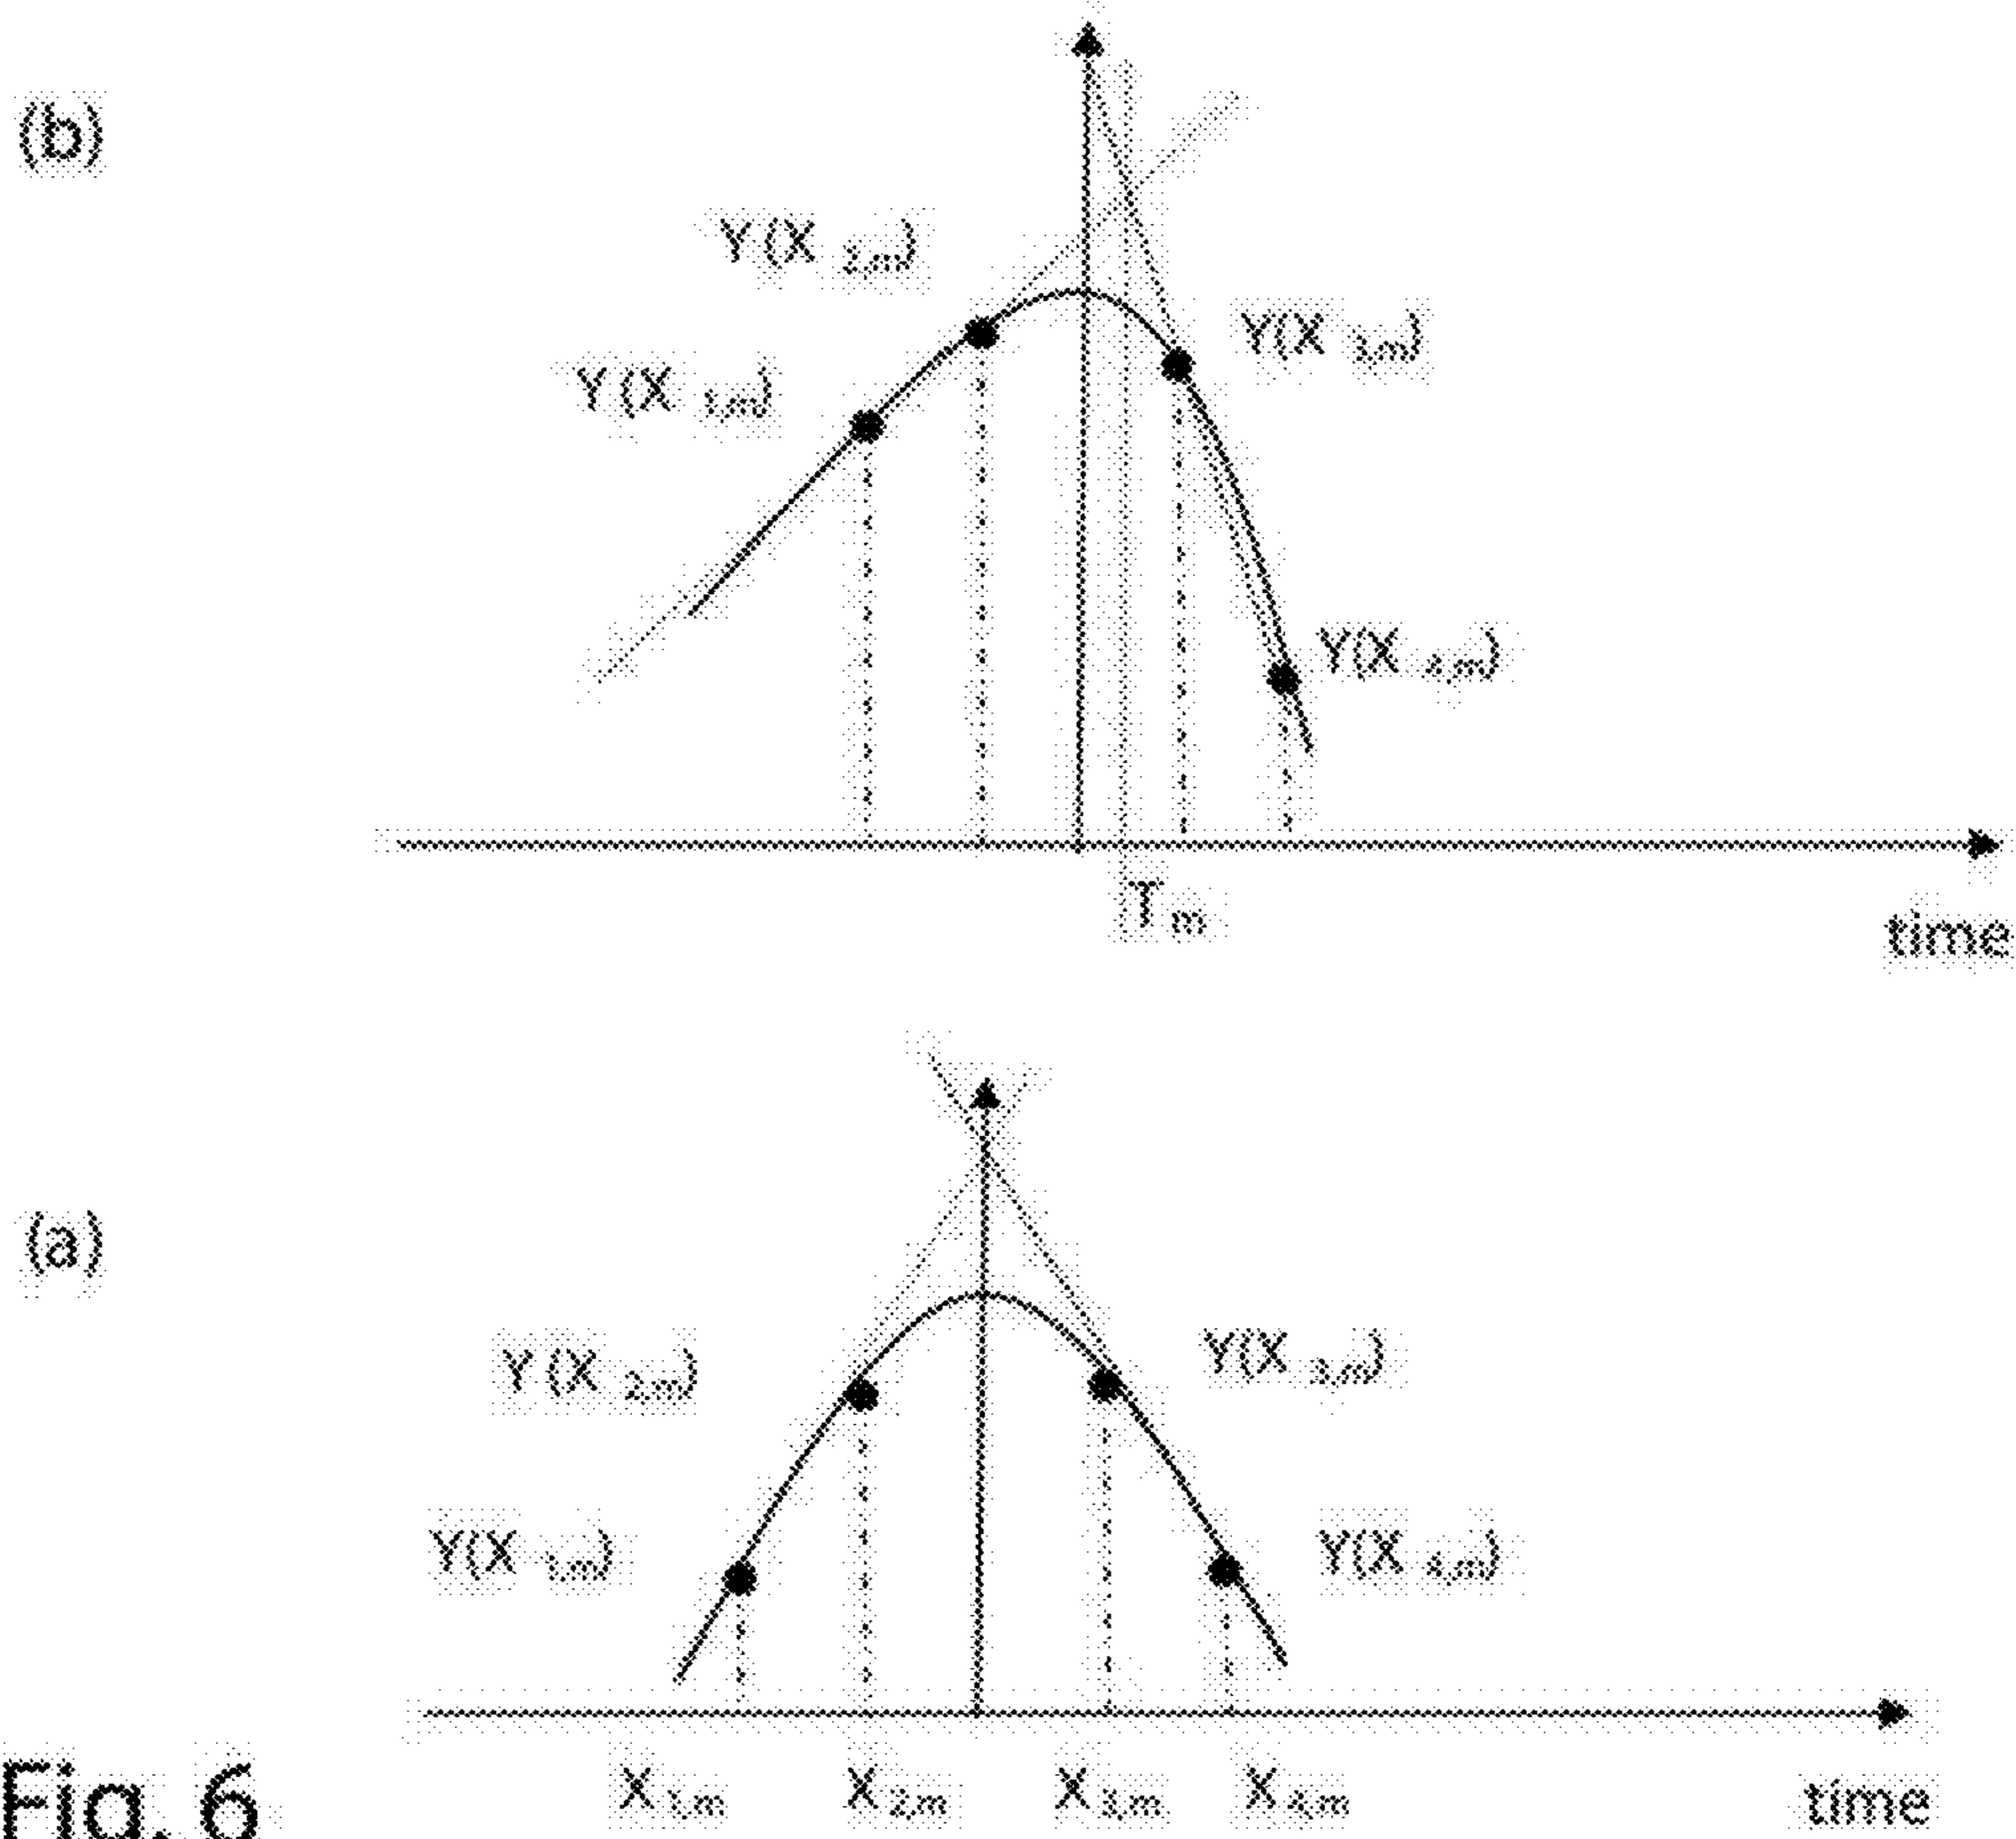 (b)
Y(X 2,m)
Y(X 1,m)
Y(X 3,m)
Y(X 4,m)
T m
time
(a)
Y(X 2,m)
Y(X 3,m)
Y(X 1,m)
Y(X 4,m)
X 1,m X 2,m X 3,m X 4,m
time
Fig. 6